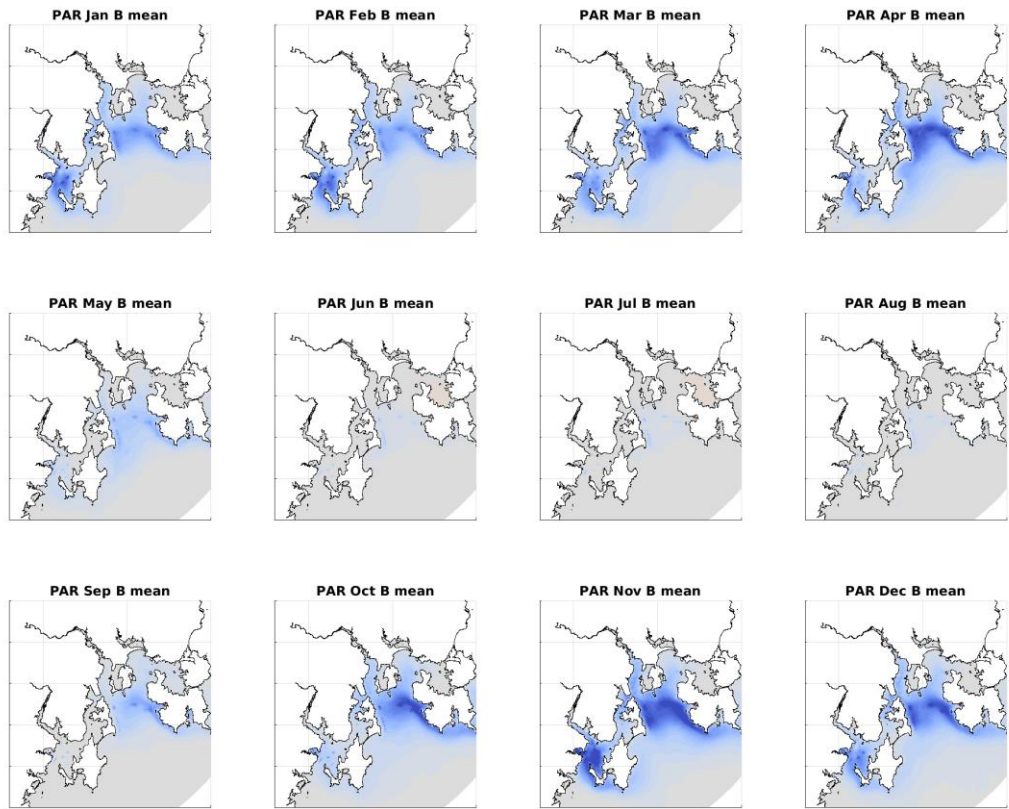 PAR Jan B mean
PAR Feb B mean
PAR Mar B mean
PAR Apr B mean
PAR May B mean
PAR Jun B mean
PAR Jul B mean
PAR Aug B mean
PAR Sep B mean
PAR Oct B mean
PAR Nov B mean
PAR Dec B mean